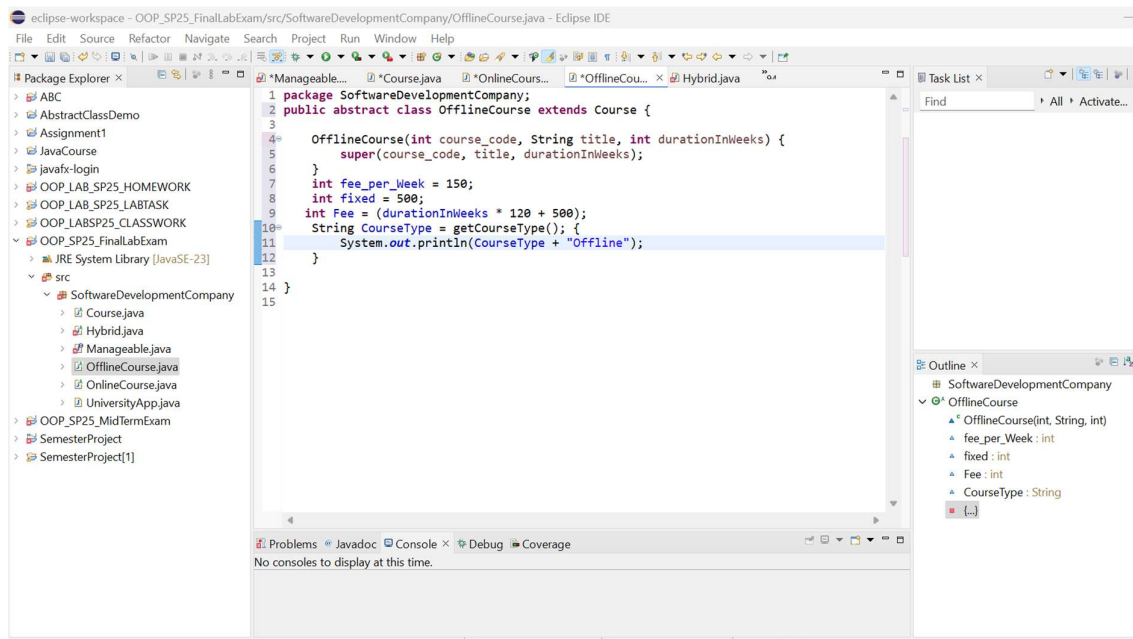 eclipse-workspace - OOP_SP25_FinalLabExam/src/SoftwareDevelopmentCompany/OfflineCourse.java - Eclipse IDE
File Edit Source Refactor Navigate Search Project Run Window Help
Package Explorer
ABC
AbstractClassDemo
Assignment1
JavaCourse
javafx-login
OOP_LAB_SP25_HOMEWORK
OOP_LAB_SP25_LABTASK
OOP_LABSP25_CLASSWORK
OOP_SP25_FinalLabExam
JRE System Library [JavaSE-23]
src
SoftwareDevelopmentCompany
Course.java
Hybrid.java
Manageable.java
OfflineCourse.java
OnlineCourse.java
UniversityApp.java
OOP_SP25_MidTermExam
SemesterProject
SemesterProject[1]
*Manageable.... *Course.java *OnlineCours... *OfflineCou... Hybrid.java
1 package SoftwareDevelopmentCompany;
2 public abstract class OfflineCourse extends Course {
3
4 OfflineCourse(int course_code, String title, int durationInWeeks) {
5 super(course_code, title, durationInWeeks);
6 }
7 int fee_per_Week = 150;
8 int fixed = 500;
9 int Fee = (durationInWeeks * 120 + 500);
10 String CourseType = getCourseType(); {
11 System.out.println(CourseType + "Offline");
12 }
13
14 }
15
Problems Javadoc Console Debug Coverage
No consoles to display at this time.
Task List
Find All Activate...
Outline
SoftwareDevelopmentCompany
OfflineCourse
OfflineCourse(int, String, int)
fee_per_Week : int
fixed : int
Fee : int
CourseType : String
{...}